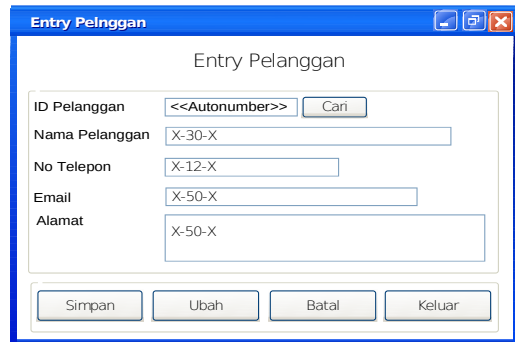 Entry Pelnggan
Entry Pelanggan
ID Pelanggan <<Autonumber>> Cari
Nama Pelanggan X-30-X
No Telepon X-12-X
Email X-50-X
Alamat X-50-X
Simpan Ubah Batal Keluar